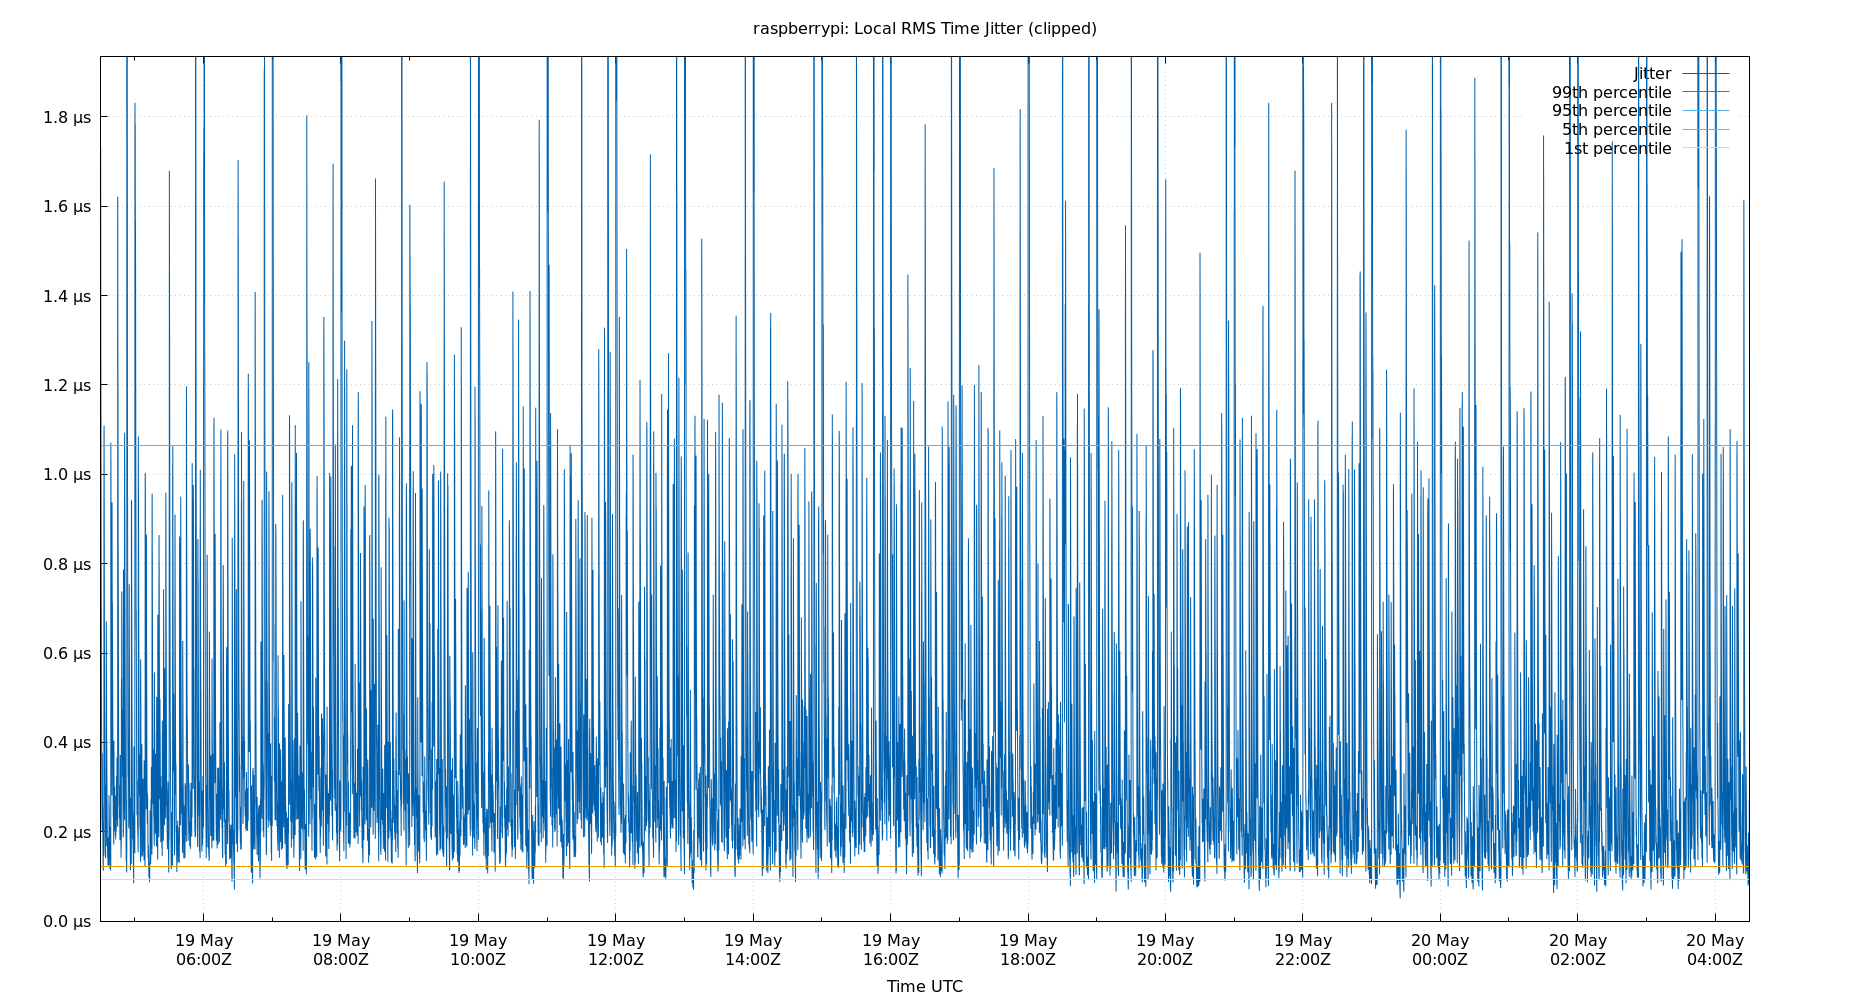 raspberrypi: Local RMS Time Jitter (clipped)
Jitter
99th percentile
95th percentile
5th percentile
1st percentile
1.8 µs
1.6 µs
1.4 µs
1.2 µs
1.0 µs
0.8 µs
0.6 µs
0.4 µs
0.2 µs
0.0 µs
19 May 19 May 19 May 19 May 19 May 19 May 19 May 19 May 19 May 20 May 20 May 20 May
06:00Z 08:00Z 10:00Z 12:00Z 14:00Z 16:00Z 18:00Z 20:00Z 22:00Z 00:00Z 02:00Z 04:00Z
Time UTC